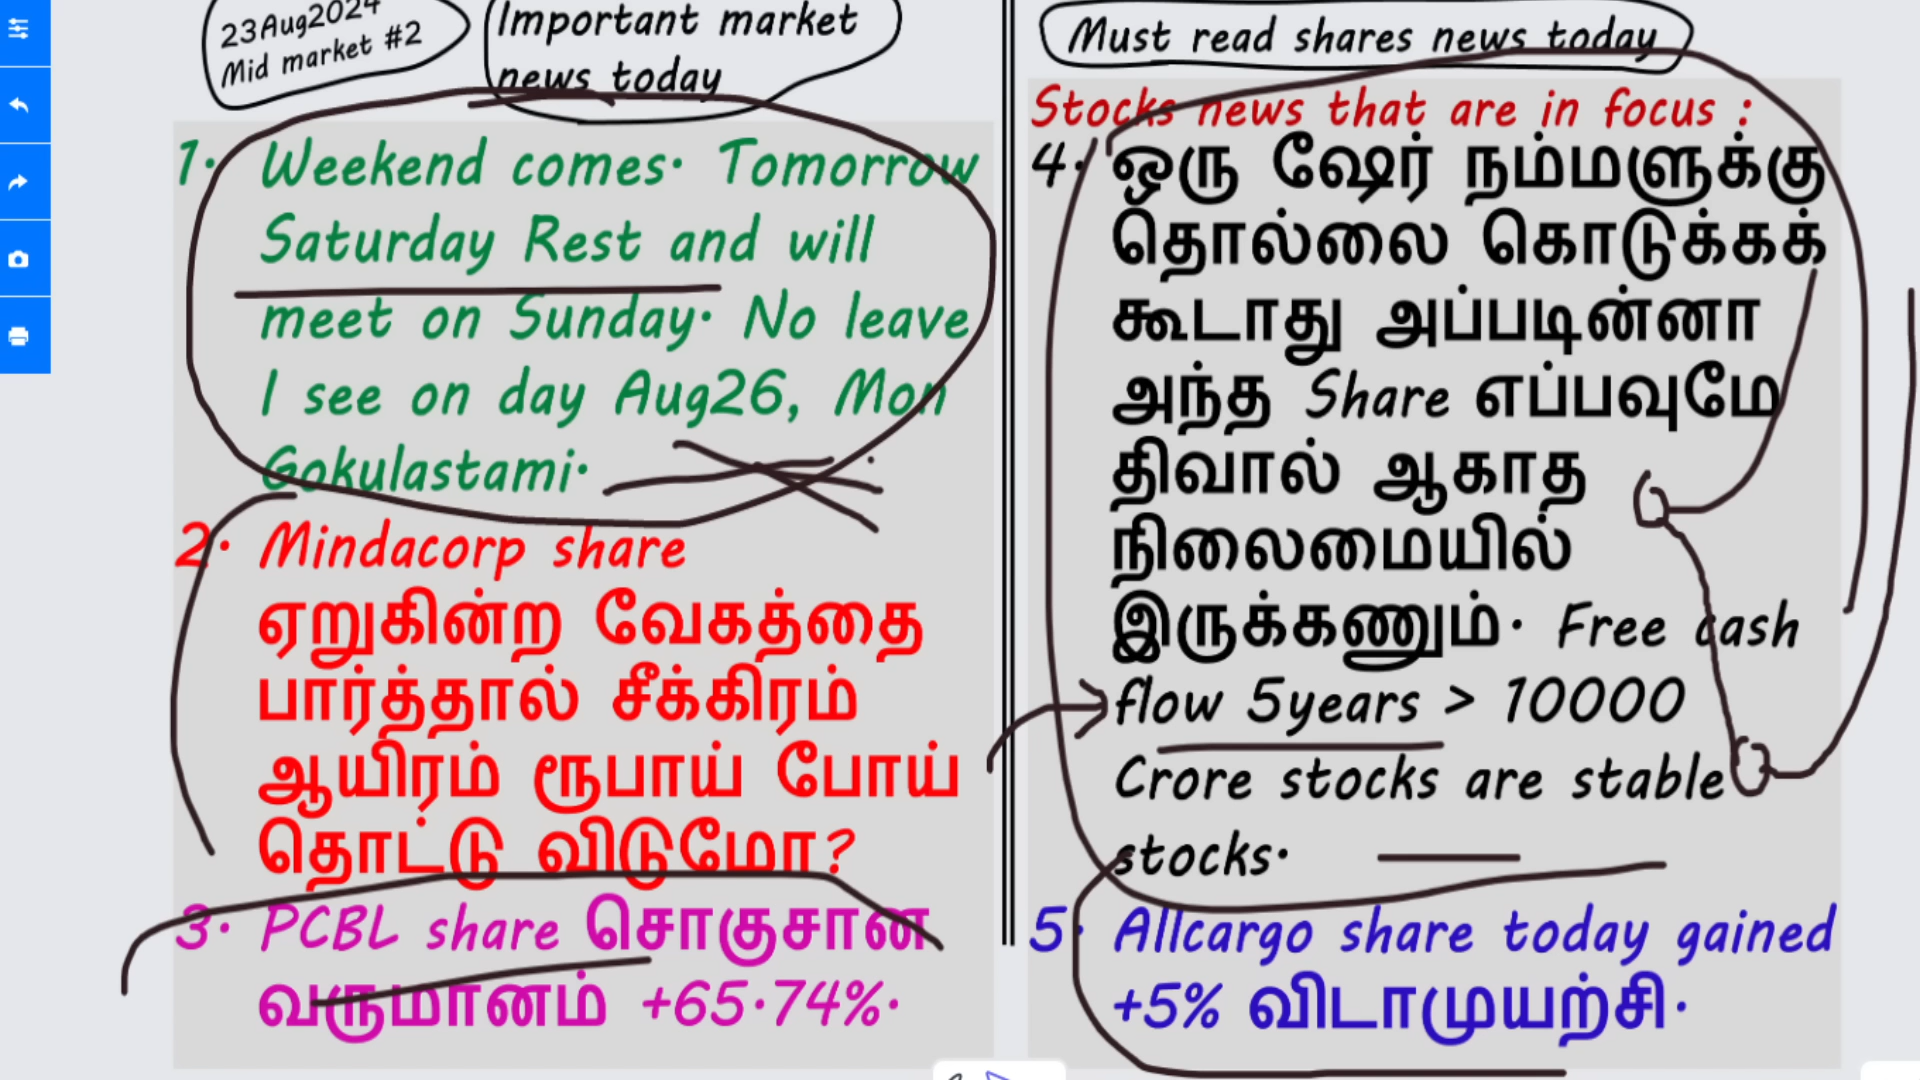 23Aug2024
Mid market #2
Important market
news today
1. Weekend comes. Tomorrow
Saturday Rest and will
meet on Sunday. No leave
I see on day Aug26, Mon
Gokulastami.
2. Mindacorp share
ஏறுகின்ற வேகத்தை
பார்த்தால் சீக்கிரம்
ஆயிரம் ரூபாய் போய்
தொட்டு விடுமோ?
3. PCBL share சொகுசான
வருமானம் +65.74%.
Must read shares news today
Stocks news that are in focus :
4. ஒரு ஷேர் நம்மளுக்கு
தொல்லை கொடுக்கக்
கூடாது அப்படின்னா
அந்த Share எப்பவுமே
திவால் ஆகாத
நிலைமையில்
இருக்கணும். Free cash
flow 5years > 10000
Crore stocks are stable
stocks.
5. Allcargo share today gained
+5% விடாமுயற்சி.